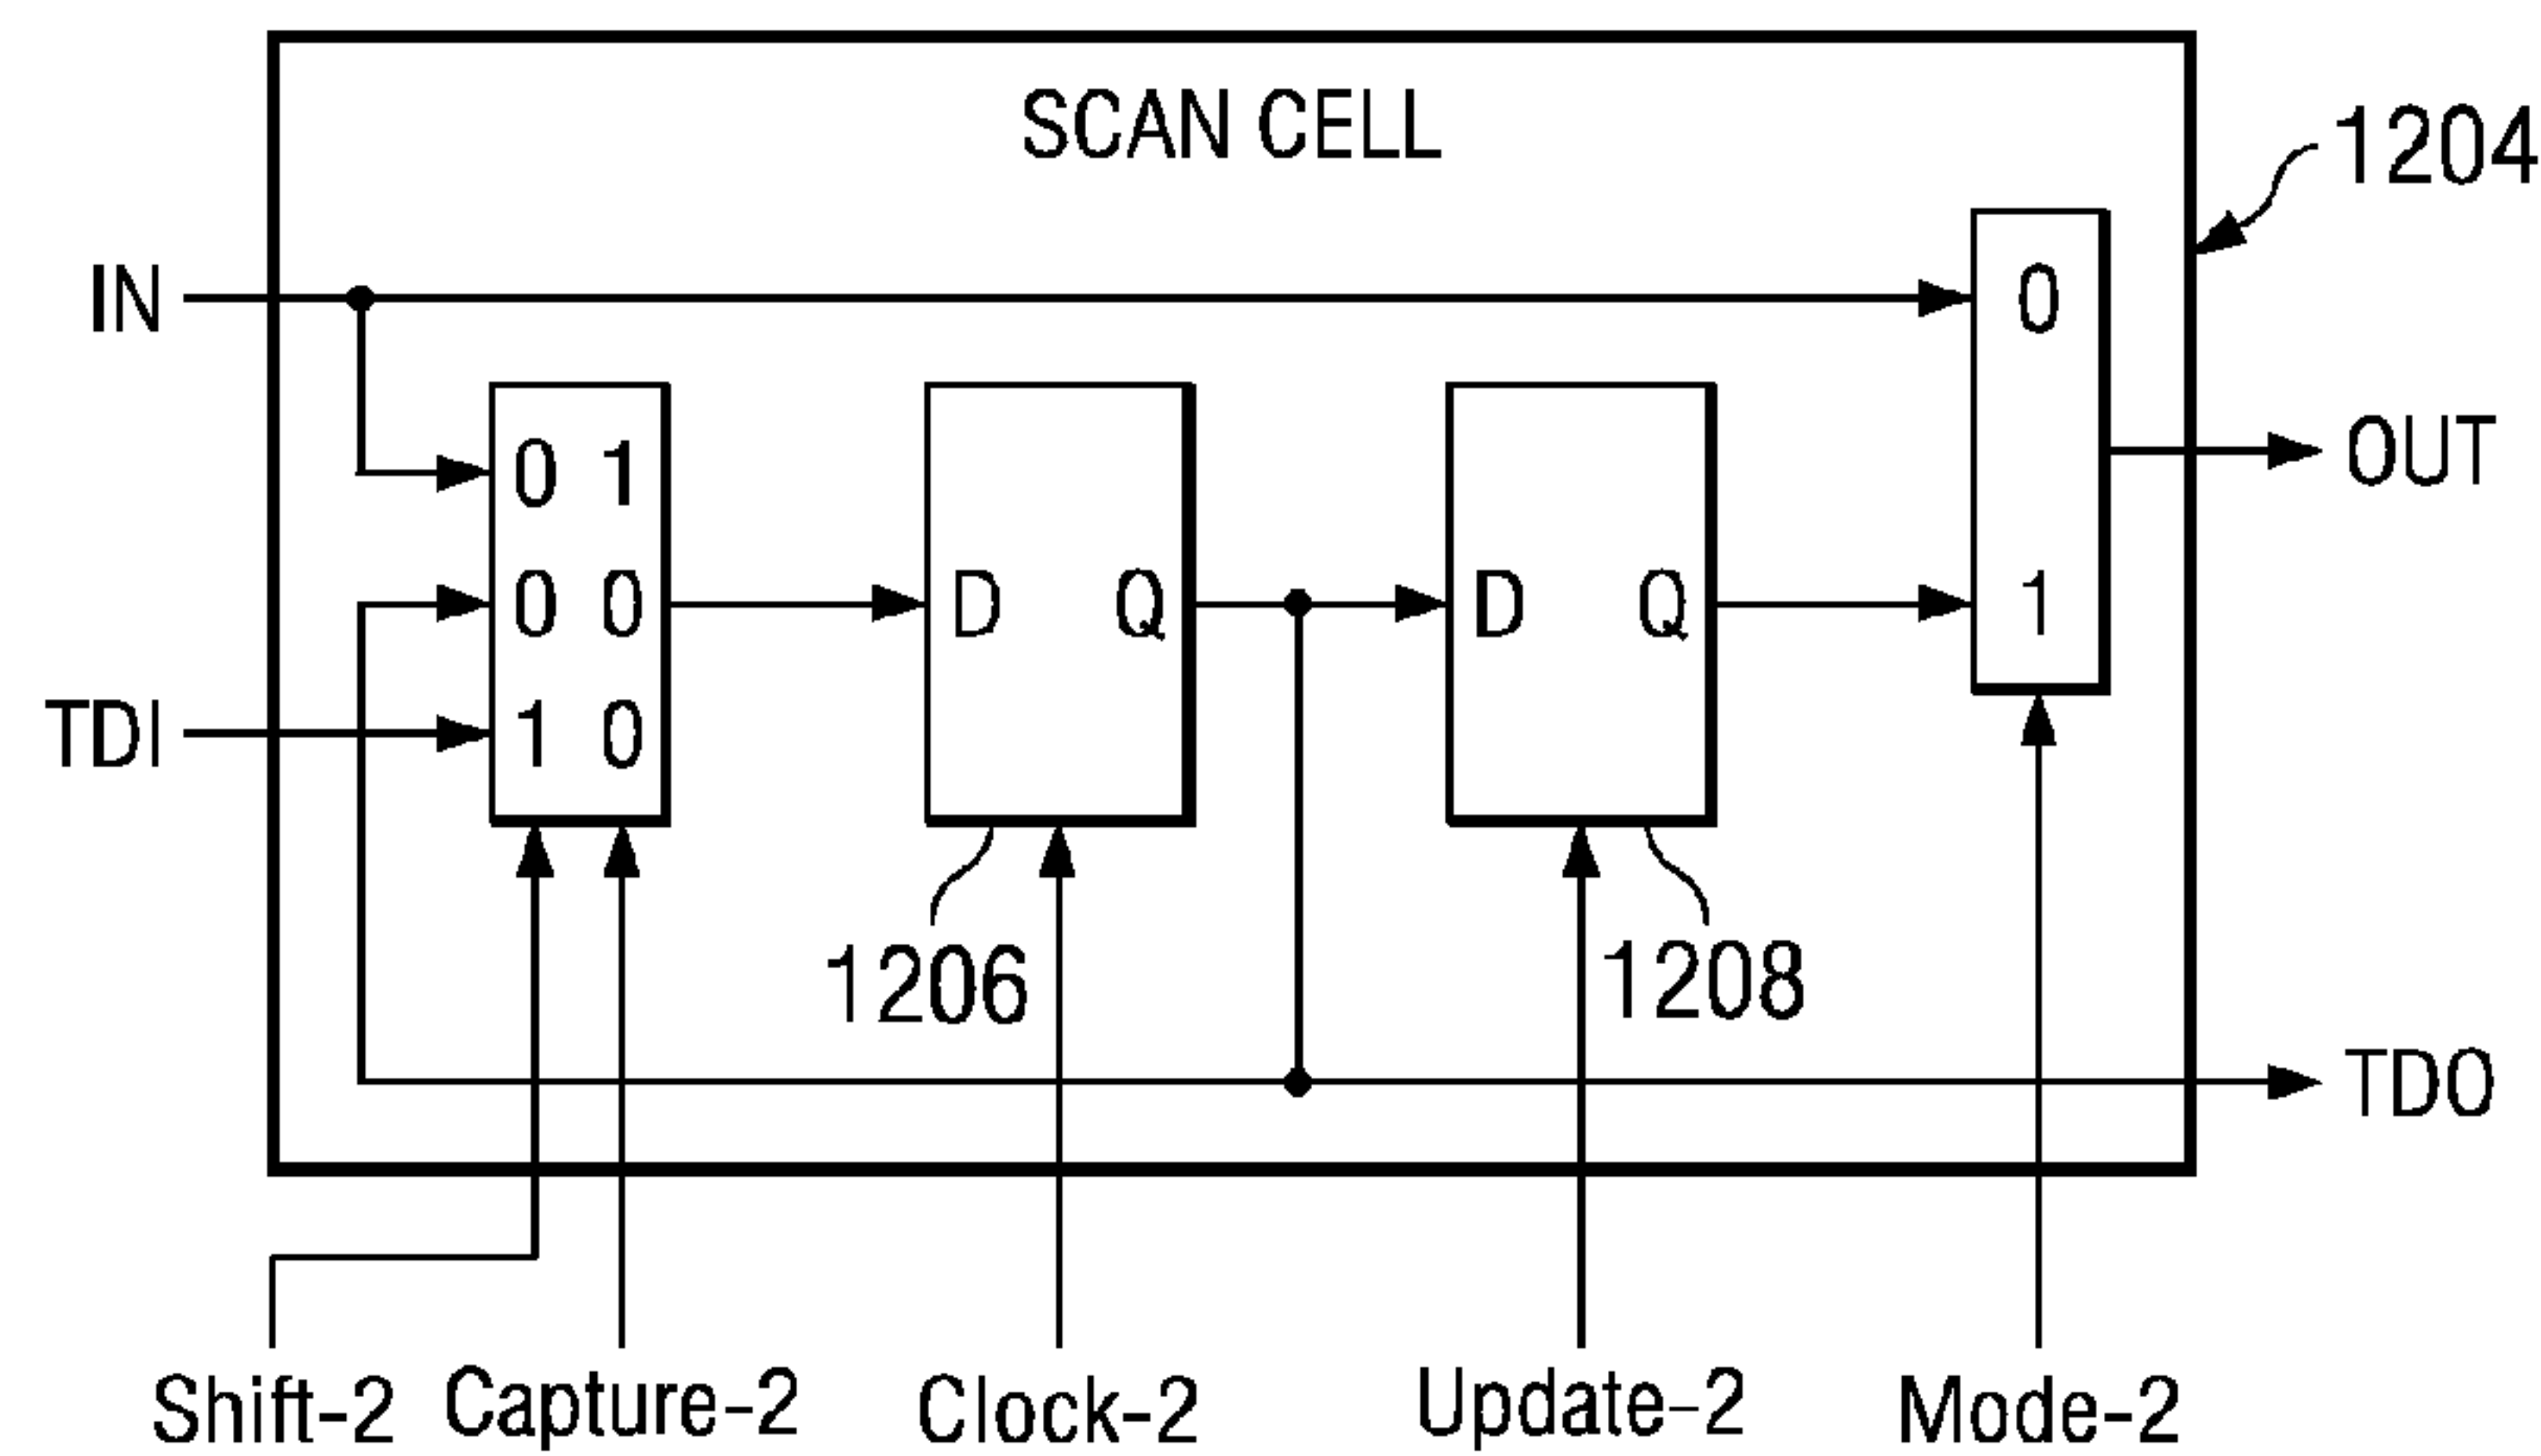 SCAN CELL
1204
IN
0
0 1
OUT
0 0
D Q
D Q
1
TDI
1 0
1206
1208
TDO
Shift-2
Capture-2
Clock-2
Update-2
Mode-2